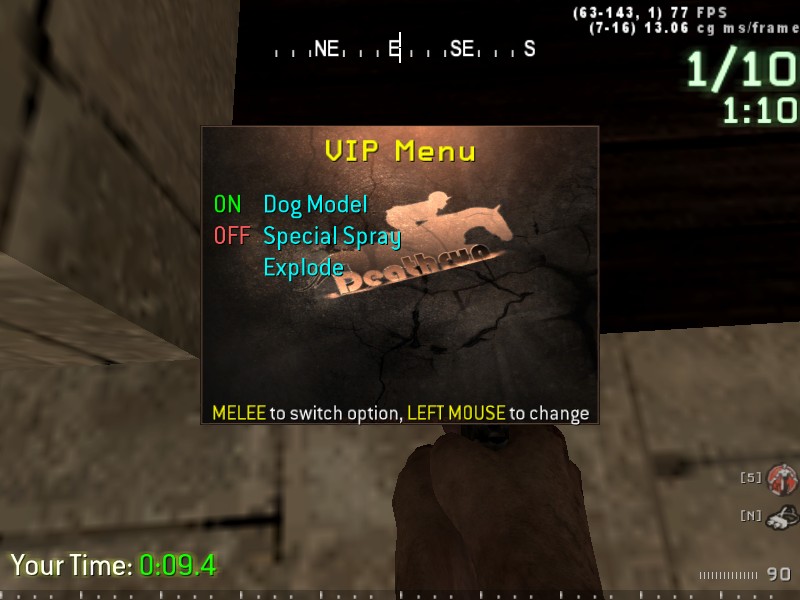 (63-143, 1) 77 FPS
(7-16) 13.06 cg ms/frame
NE E SE S
1/10
1:10
VIP Menu
ON Dog Model
OFF Special Spray
Explode
Deathrun
MELEE to switch option, LEFT MOUSE to change
[5]
[N]
Your Time: 0:09.4
90